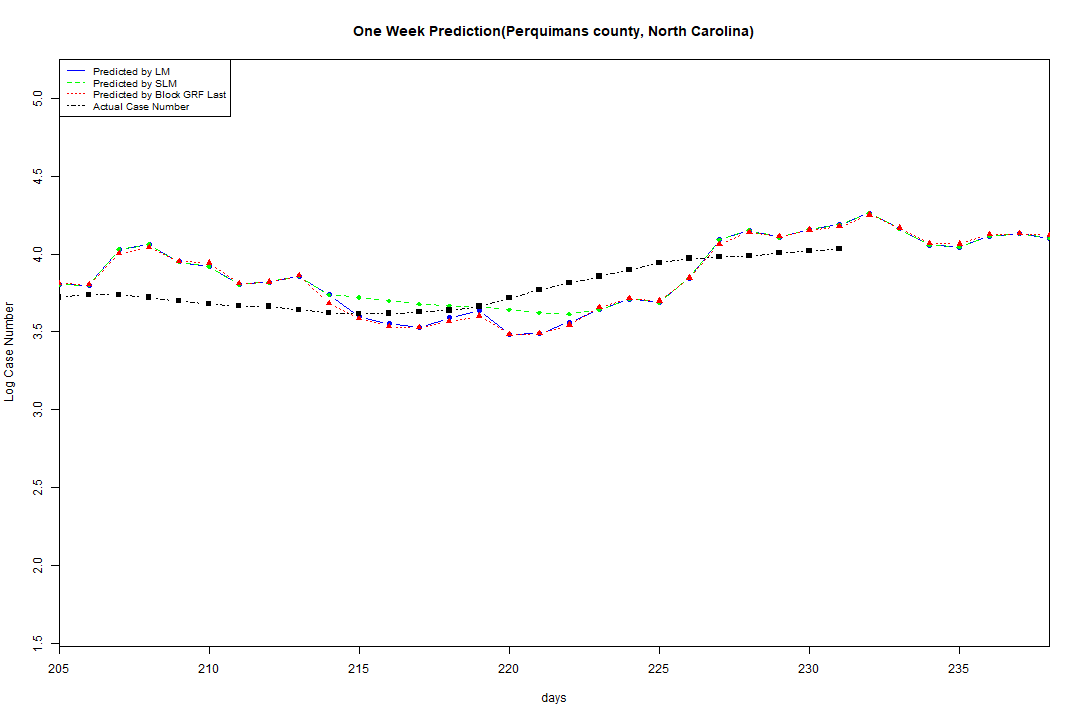 One Week Prediction(Perquimans county, North Carolina)
Predicted by LM
Predicted by SLM
Predicted by Block GRF Last
Actual Case Number
5.0
4.5
4.0
3.5
3.0
2.5
2.0
1.5
Log Case Number
205 210 215 220 225 230 235
days